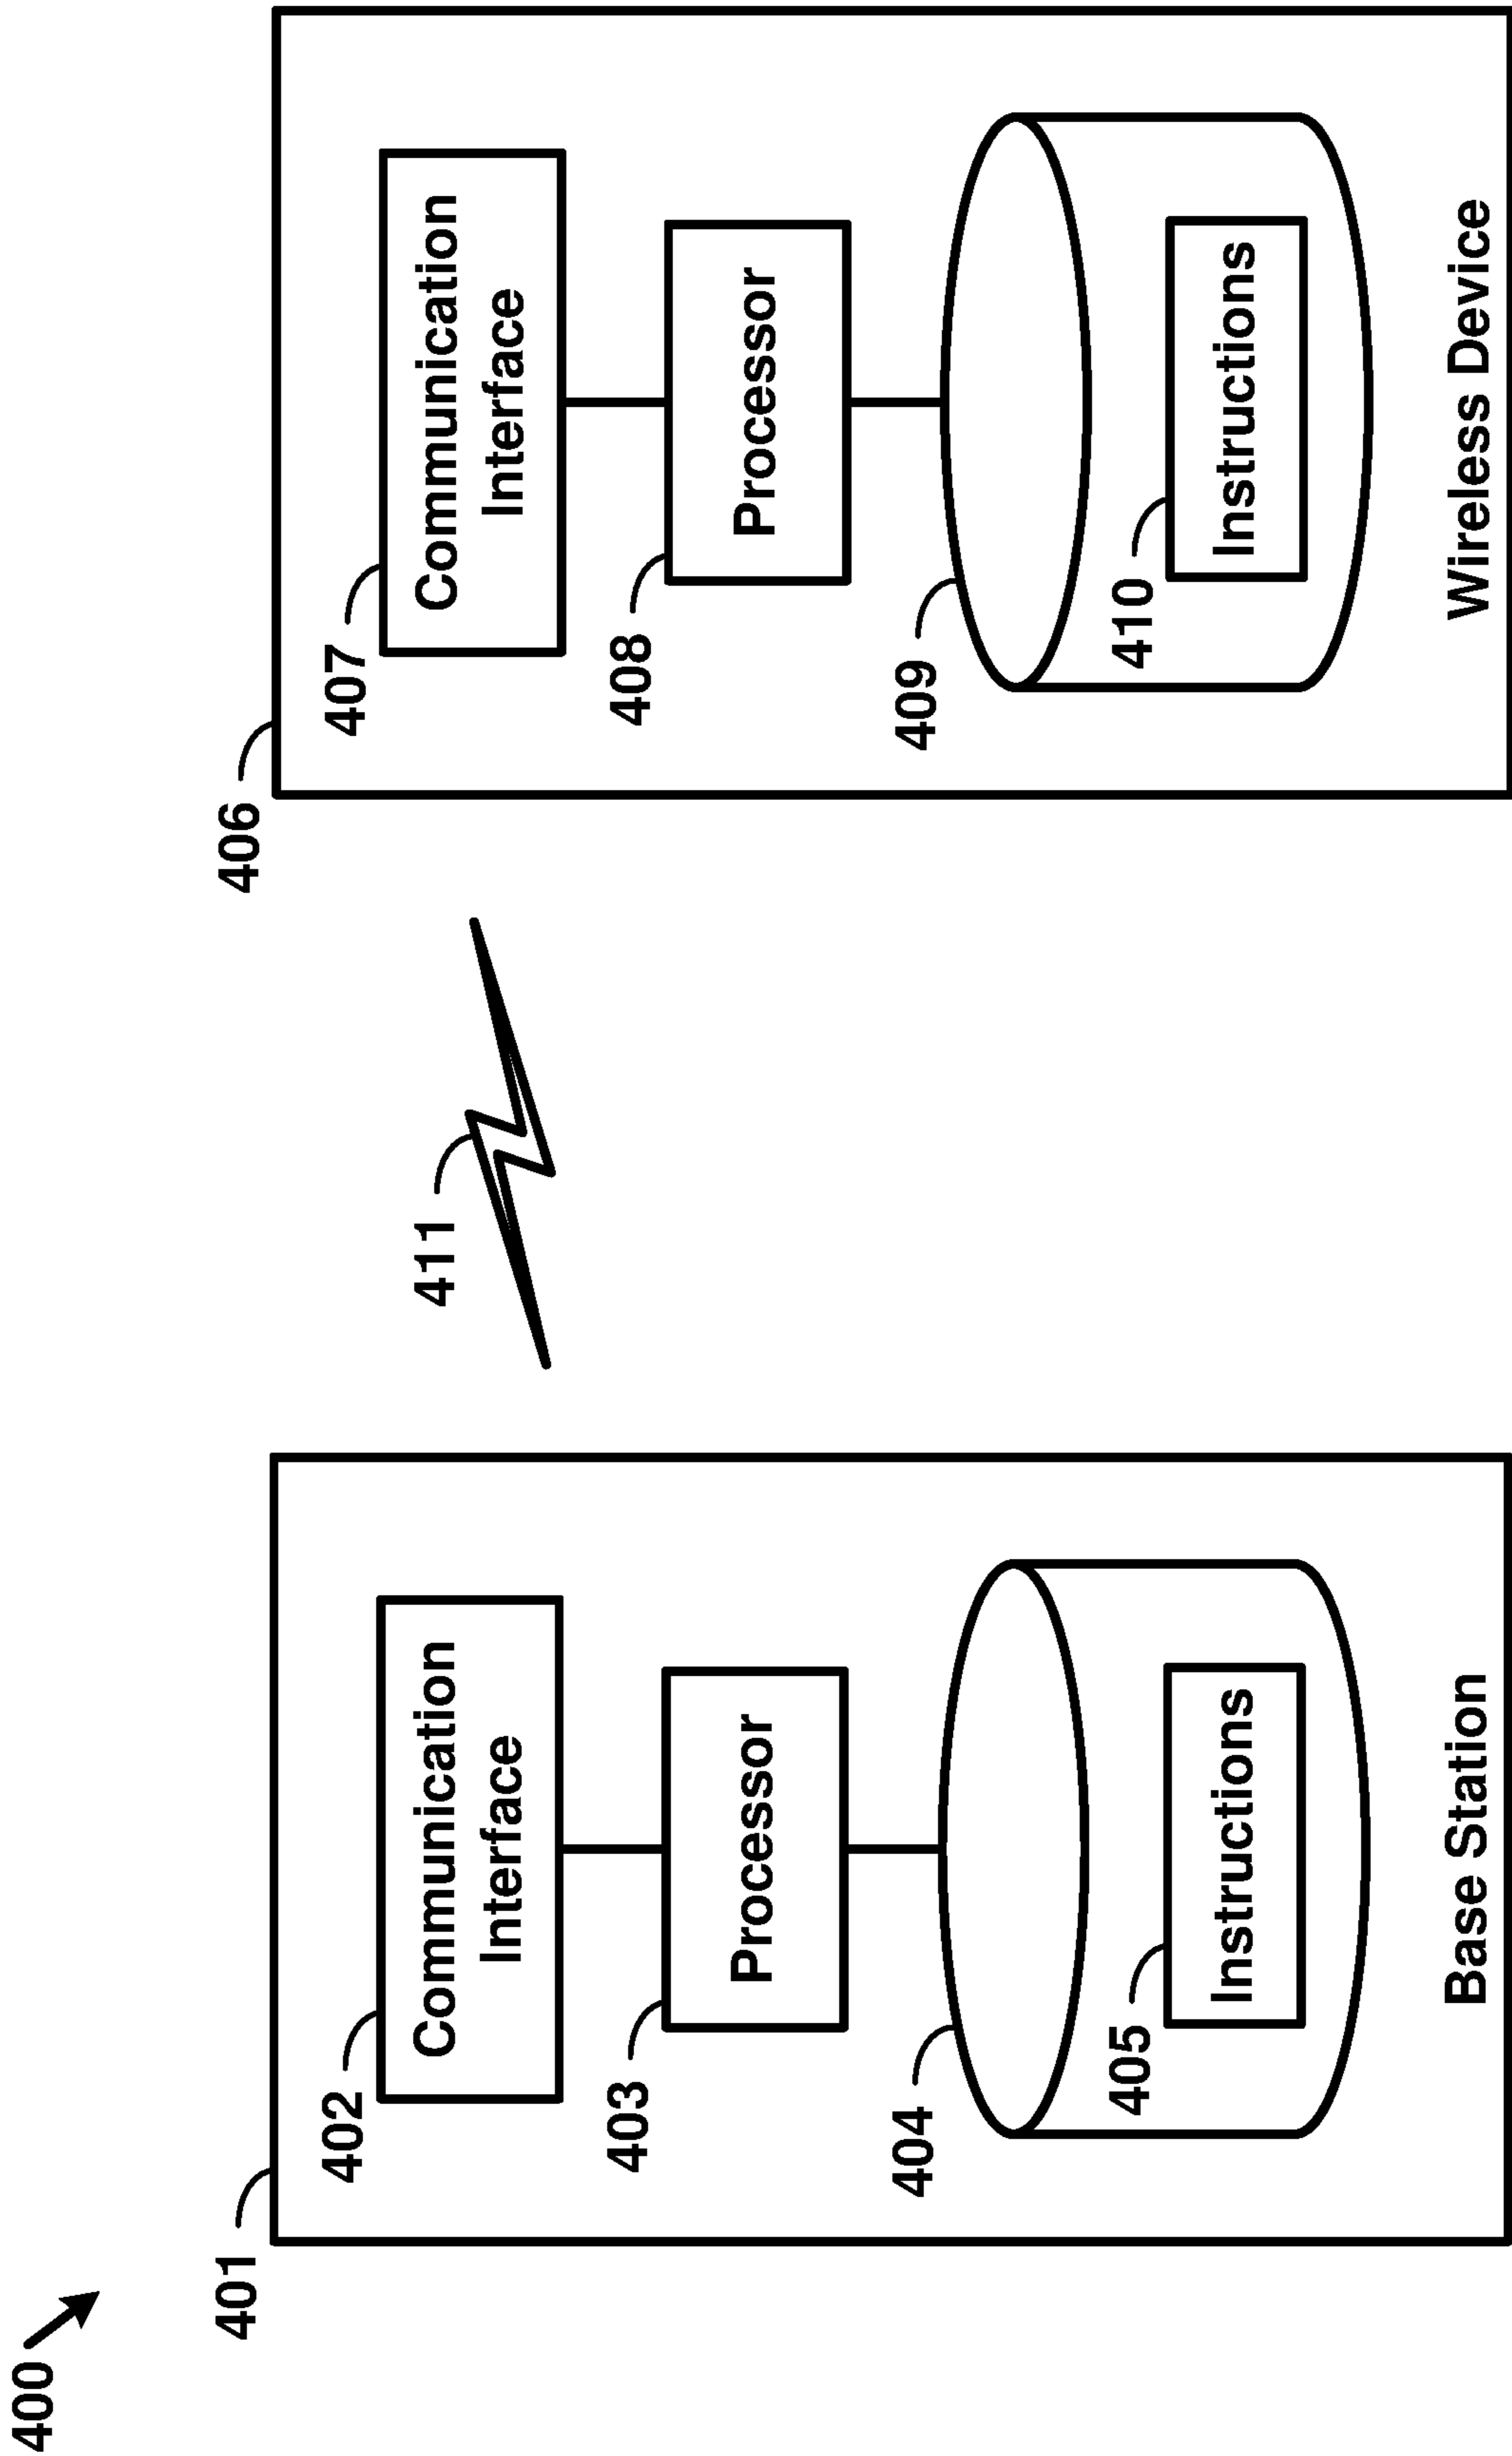 400
401
402
Communication
Interface
403
Processor
404
405
Instructions
Base Station
411
406
407
Communication
Interface
408
Processor
409
410
Instructions
Wireless Device